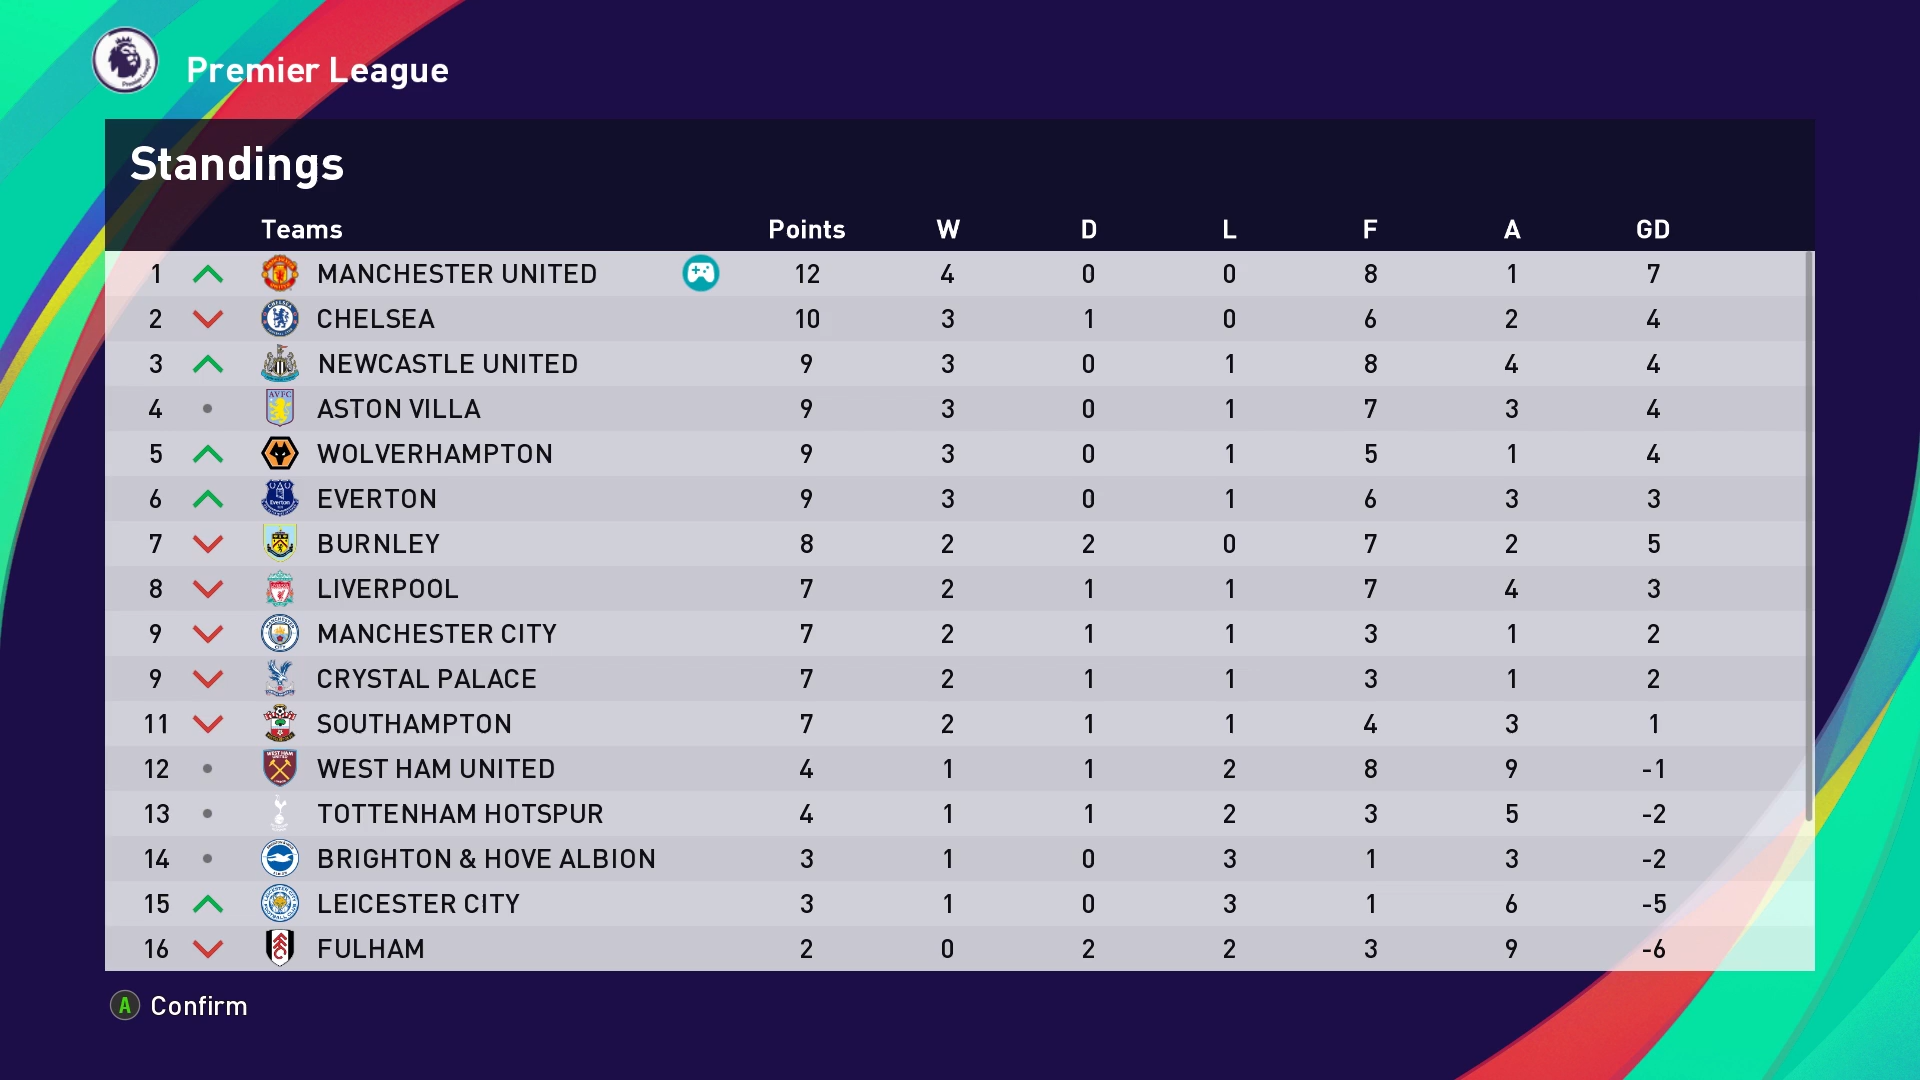 Premier League
Standings
Teams Points W D L F A GD
1 MANCHESTER UNITED 12 4 0 0 8 1 7
2 CHELSEA 10 3 1 0 6 2 4
3 NEWCASTLE UNITED 9 3 0 1 8 4 4
4 ASTON VILLA 9 3 0 1 7 3 4
5 WOLVERHAMPTON 9 3 0 1 5 1 4
6 EVERTON 9 3 0 1 6 3 3
7 BURNLEY 8 2 2 0 7 2 5
8 LIVERPOOL 7 2 1 1 7 4 3
9 MANCHESTER CITY 7 2 1 1 3 1 2
9 CRYSTAL PALACE 7 2 1 1 3 1 2
11 SOUTHAMPTON 7 2 1 1 4 3 1
12 WEST HAM UNITED 4 1 1 2 8 9 -1
13 TOTTENHAM HOTSPUR 4 1 1 2 3 5 -2
14 BRIGHTON & HOVE ALBION 3 1 0 3 1 3 -2
15 LEICESTER CITY 3 1 0 3 1 6 -5
16 FULHAM 2 0 2 2 3 9 -6
A Confirm